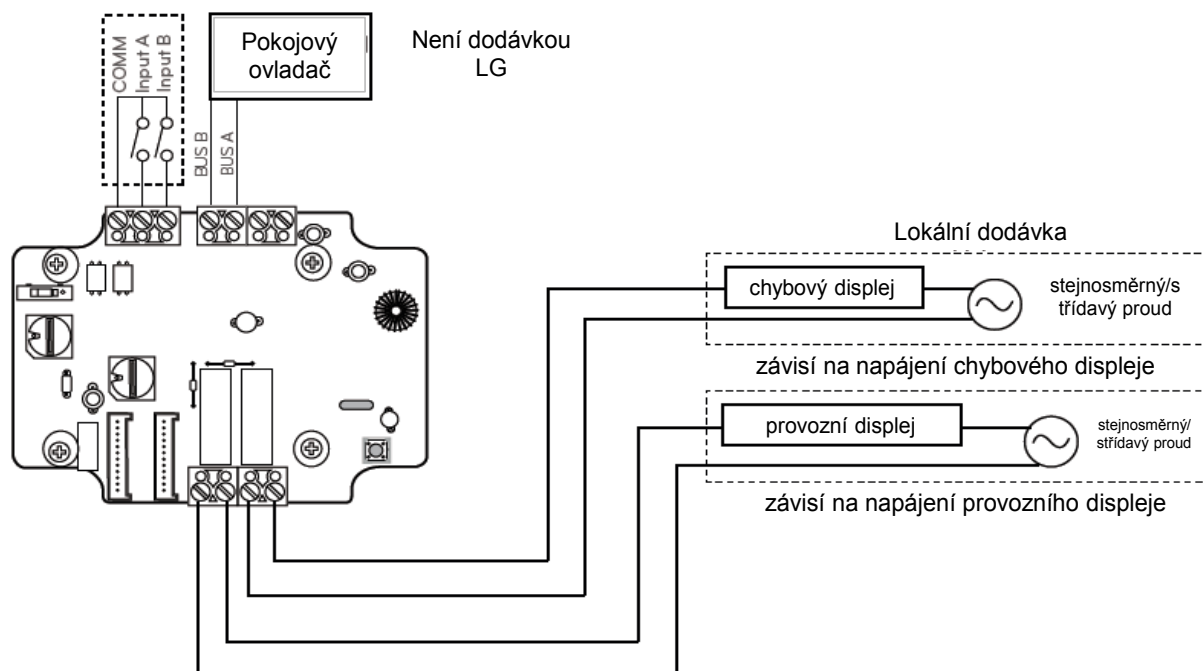 COMM
Input A
Input B
Pokojový
ovladač
Není dodávkou
LG
BUS B
BUS A
Lokální dodávka
chybový displej
stejnosměrný/s
třídavý proud
závisí na napájení chybového displeje
provozní displej
stejnosměrný/
střídavý proud
závisí na napájení provozního displeje